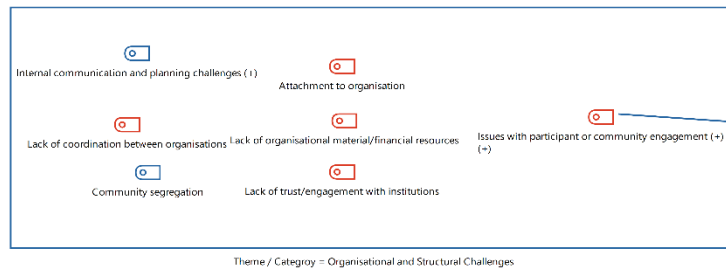 Internal communication and planning challenges (+)
Attachment to organisation
Lack of coordination between organisations
Lack of organisational material/financial resources
Issues with participant or community engagement (+)
(+)
Community segregation
Lack of trust/engagement with institutions
Theme / Categroy = Organisational and Structural Challenges